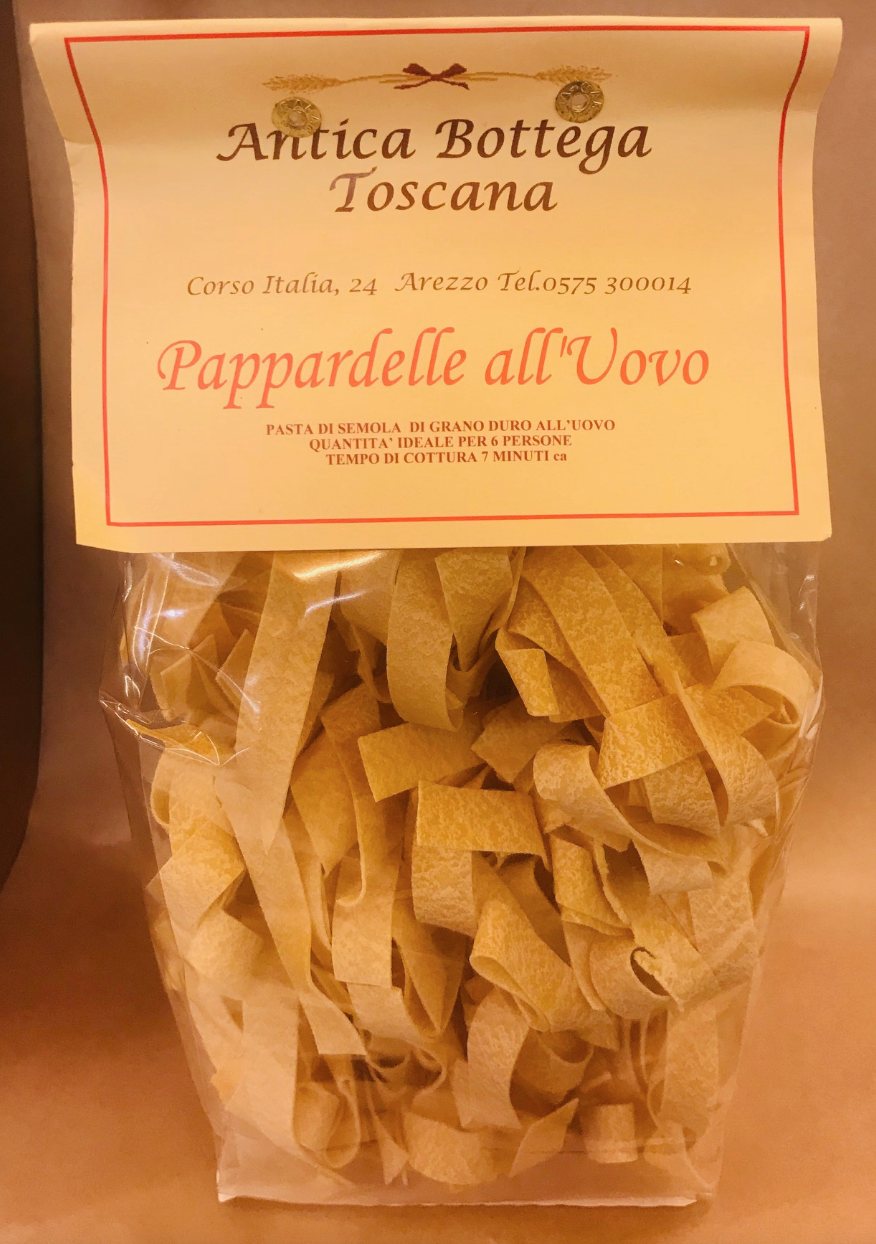 Antica Bottega
Toscana
Corso Italia, 24 Arezzo Tel.0575 300014
Pappardelle all'Uovo
PASTA DI SEMOLA DI GRANO DURO ALL'UOVO
QUANTITA' IDEALE PER 6 PERSONE
TEMPO DI COTTURA 7 MINUTI ca